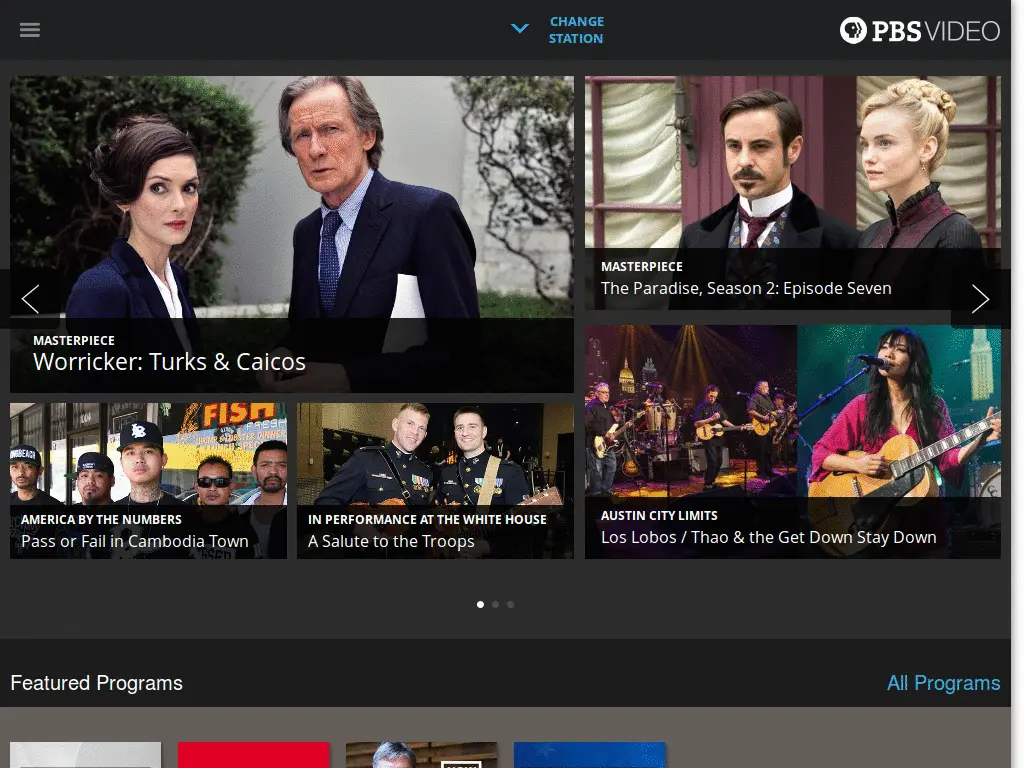 CHANGE
STATION
PBS VIDEO
MASTERPIECE
Worricker: Turks & Caicos
MASTERPIECE
The Paradise, Season 2: Episode Seven
FISH
FRESH
AMERICA BY THE NUMBERS
Pass or Fail in Cambodia Town
IN PERFORMANCE AT THE WHITE HOUSE
A Salute to the Troops
AUSTIN CITY LIMITS
Los Lobos / Thao & the Get Down Stay Down
Featured Programs
All Programs